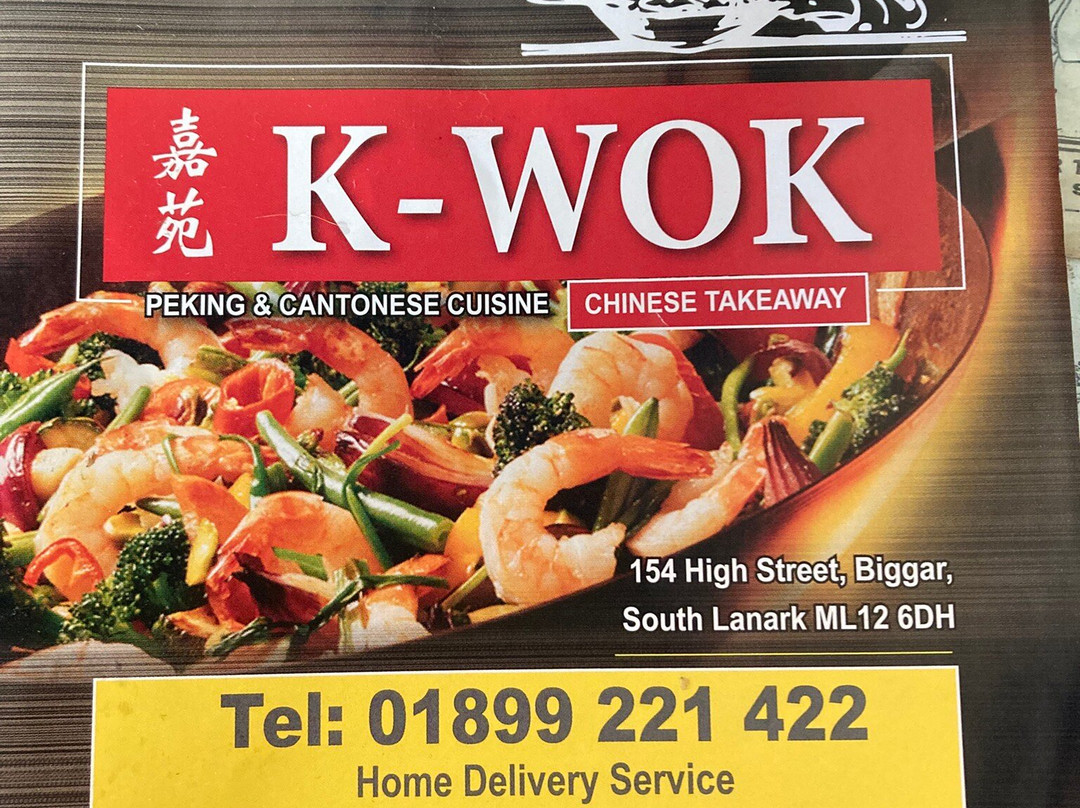 嘉苑
K-WOK
PEKING & CANTONESE CUISINE
CHINESE TAKEAWAY
154 High Street, Biggar,
South Lanark ML12 6DH
Tel: 01899 221 422
Home Delivery Service